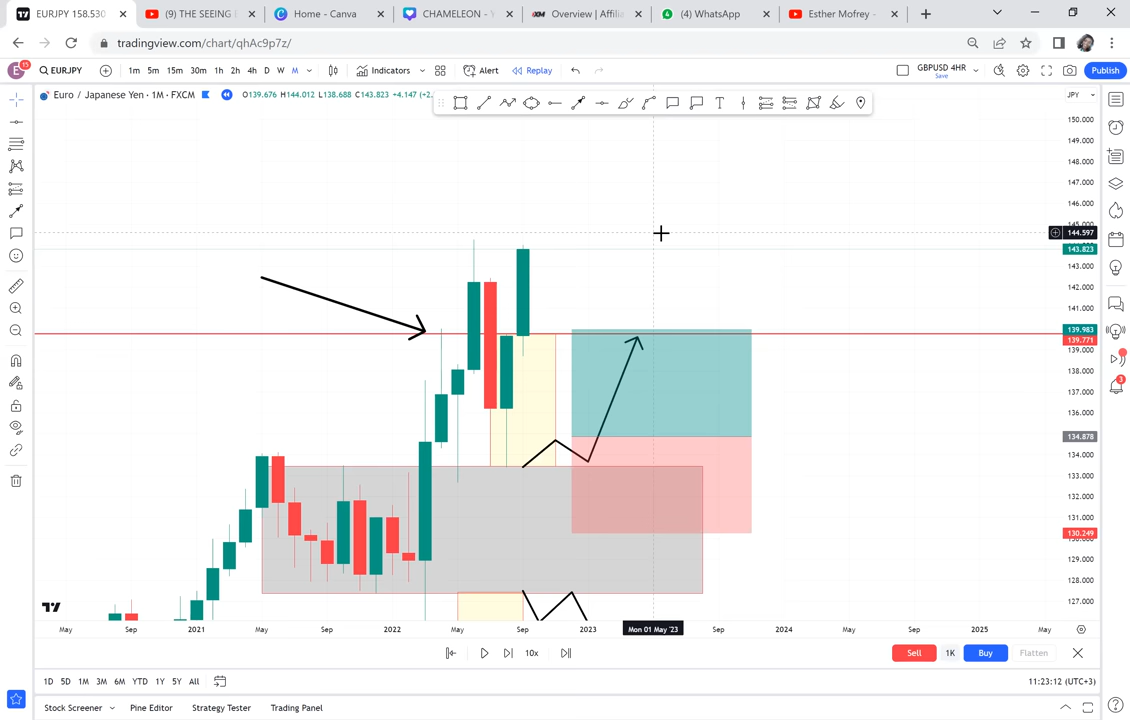 EURJPY 158.530
(9) THE SEEING E
Home - Canva
CHAMELEON - Y
Overview | Affilia
(4) WhatsApp
Esther Mofrey -
tradingview.com/chart/qhAc9p7z/
E
15
EURJPY
1m 5m 15m 30m 1h 2h 4h D W M
Indicators
Alert
Replay
GBPUSD 4HR
Save
Publish
Euro / Japanese Yen · 1M · FXCM
O139.676 H144.012 L138.688 C143.823 +4.147 (+2.
JPY
150.000
149.000
148.000
147.000
146.000
144.597
143.823
143.000
142.000
141.000
139.983
139.771
139.000
138.000
137.000
136.000
134.878
134.000
133.000
132.000
131.000
130.249
129.000
128.000
127.000
3
May Sep 2021 May Sep 2022 May Sep 2023 Mon 01 May '23 Sep 2024 May Sep 2025 May
10x
Sell 1K Buy Flatten
1D 5D 1M 3M 6M YTD 1Y 5Y All
11:23:12 (UTC+3)
Stock Screener Pine Editor Strategy Tester Trading Panel